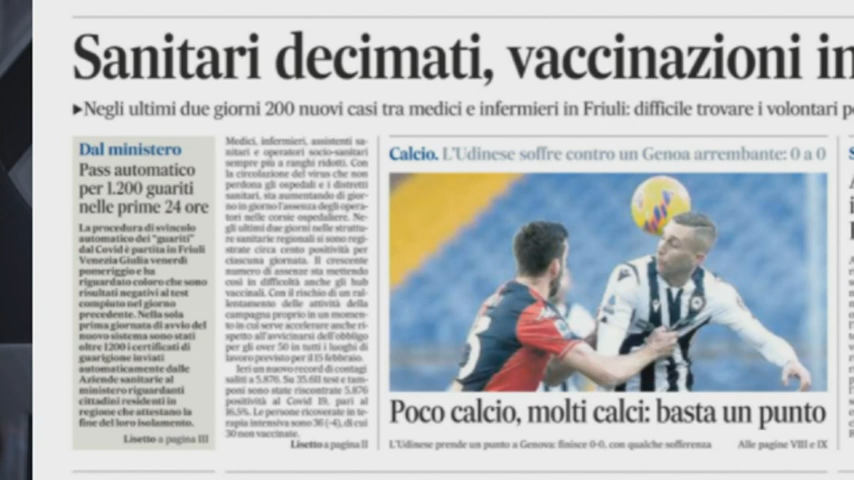 Sanitari decimati, vaccinazioni in
▸Negli ultimi due giorni 200 nuovi casi tra medici e infermieri in Friuli: difficile trovare i volontari p
Dal ministero
Pass automatico
per 1.200 guariti
nelle prime 24 ore
La procedura di svincolo
automatico dei "guariti"
dal Covid è partita in Friuli
Venezia Giulia venerdì
pomeriggio e ha
riguardato coloro che sono
risultati negativi al test
compiuto nel giorno
precedente. Nella sola
prima giornata di avvio del
nuovo sistema sono stati
oltre 1200 i certificati di
guarigione inviati
automaticamente dalle
Aziende sanitarie al
ministero riguardanti
cittadini residenti in
regione che attestano la
fine del loro isolamento.
Lisetto a pagina III
Medici, infermieri, assistenti sa-
nitari e operatori socio-sanitari
sempre più a ranghi ridotti. Con
la circolazione del virus che non
perdona gli ospedali e i distretti
sanitari, sta aumentando di gior-
no in giorno l'assenza degli opera-
tori nelle corsie ospedaliere. Ne-
gli ultimi due giorni nelle struttu-
re sanitarie regionali si sono regi-
strate circa cento positività per
ciascuna giornata. Il crescente
numero di assenze sta mettendo
così in difficoltà anche gli hub
vaccinali. Con il rischio di un ral-
lentamento delle attività della
campagna proprio in un momen-
to in cui serve accelerare anche ri-
spetto all'avvicinarsi dell'obbligo
per gli over 50 in tutti i luoghi di
lavoro previsto per il 15 febbraio.
Ieri un nuovo record di contagi
saliti a 5.876. Su 35.611 test e tam-
poni sono state riscontrate 5.876
positività al Covid 19, pari al
16,5%. Le persone ricoverate in te-
rapia intensiva sono 36 (-4), di cui
30 non vaccinate.
Lisetto a pagina II
Calcio. L'Udinese soffre contro un Genoa arrembante: 0 a 0
Poco calcio, molti calci: basta un punto
L'Udinese prende un punto a Genova: finisce 0-0, con qualche sofferenza
Alle pagine VIII e IX